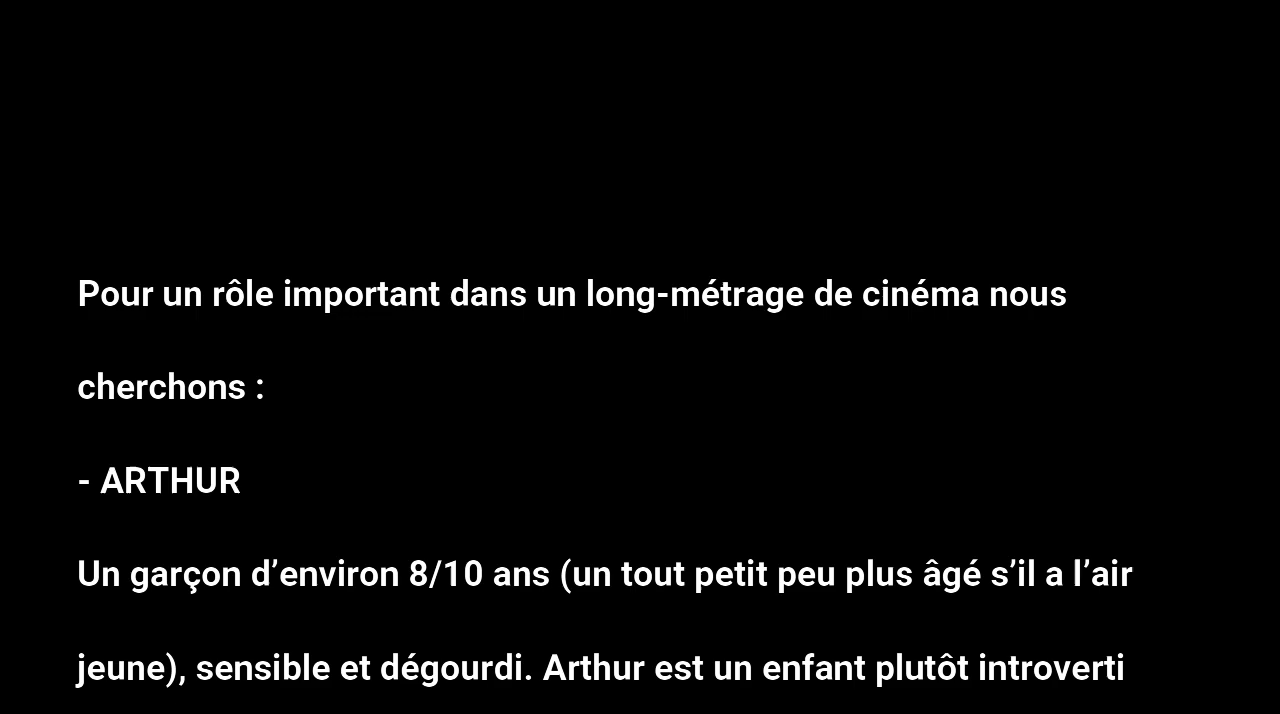 Pour un rôle important dans un long-métrage de cinéma nous
cherchons :
- ARTHUR
Un garçon d’environ 8/10 ans (un tout petit peu plus âgé s’il a l’air
jeune), sensible et dégourdi. Arthur est un enfant plutôt introverti